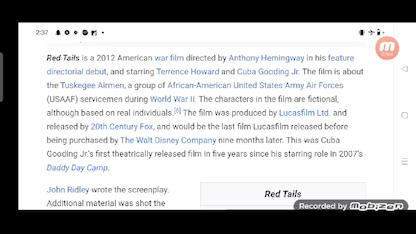 2:37
Red Tails is a 2012 American war film directed by Anthony Hemingway in his feature
directorial debut, and starring Terrence Howard and Cuba Gooding Jr. The film is about
the Tuskegee Airmen, a group of African-American United States Army Air Forces
(USAAF) servicemen during World War II. The characters in the film are fictional,
although based on real individuals.[6] The film was produced by Lucasfilm Ltd. and
released by 20th Century Fox, and would be the last film Lucasfilm released before
being purchased by The Walt Disney Company nine months later. This was Cuba
Gooding Jr.'s first theatrically released film in five years since his starring role in 2007's
Daddy Day Camp.
John Ridley wrote the screenplay.
Additional material was shot the
Red Tails
Recorded by Mobizen